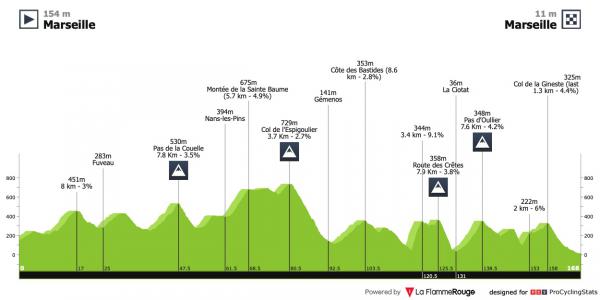 154 m
Marseille
11 m
Marseille
451m
8 km - 3%
283m
Fuveau
530m
Pas de la Couelle
7.8 Km - 3.5%
394m
Nans-les-Pins
675m
Montée de la Sainte Baume
(5.7 km - 4.9%)
729m
Col de l'Espigoulier
3.7 Km - 2.7%
141m
Gémenos
353m
Côte des Bastides (8.6
km - 2.8%)
344m
3.4 km - 9.1%
358m
Route des Crêtes
7.9 Km - 3.8%
36m
La Ciotat
348m
Pas d'Oullier
7.6 Km - 4.2%
222m
2 km - 6%
325m
Col de la Gineste (last
1.3 km - 4.4%)
800
600
400
200
0
800
600
400
200
0
0 17 25 47.5 61.5 68.5 80.5 92.5 103.5 120.5 125.5 131 138.5 153 158 168
Powered by La FlammeRouge designed for PCS ProCyclingStats